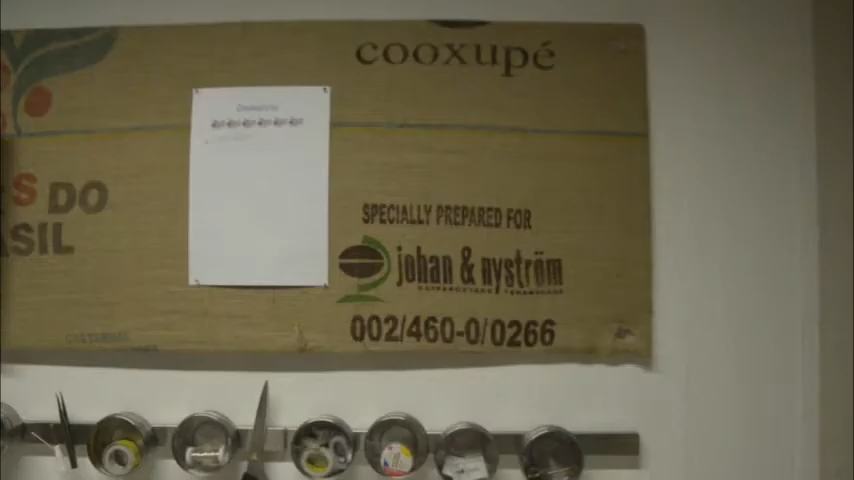 cooxupé
S DO
ASIL
SPECIALLY PREPARED FOR
johan & nyström
002/460-0/0266